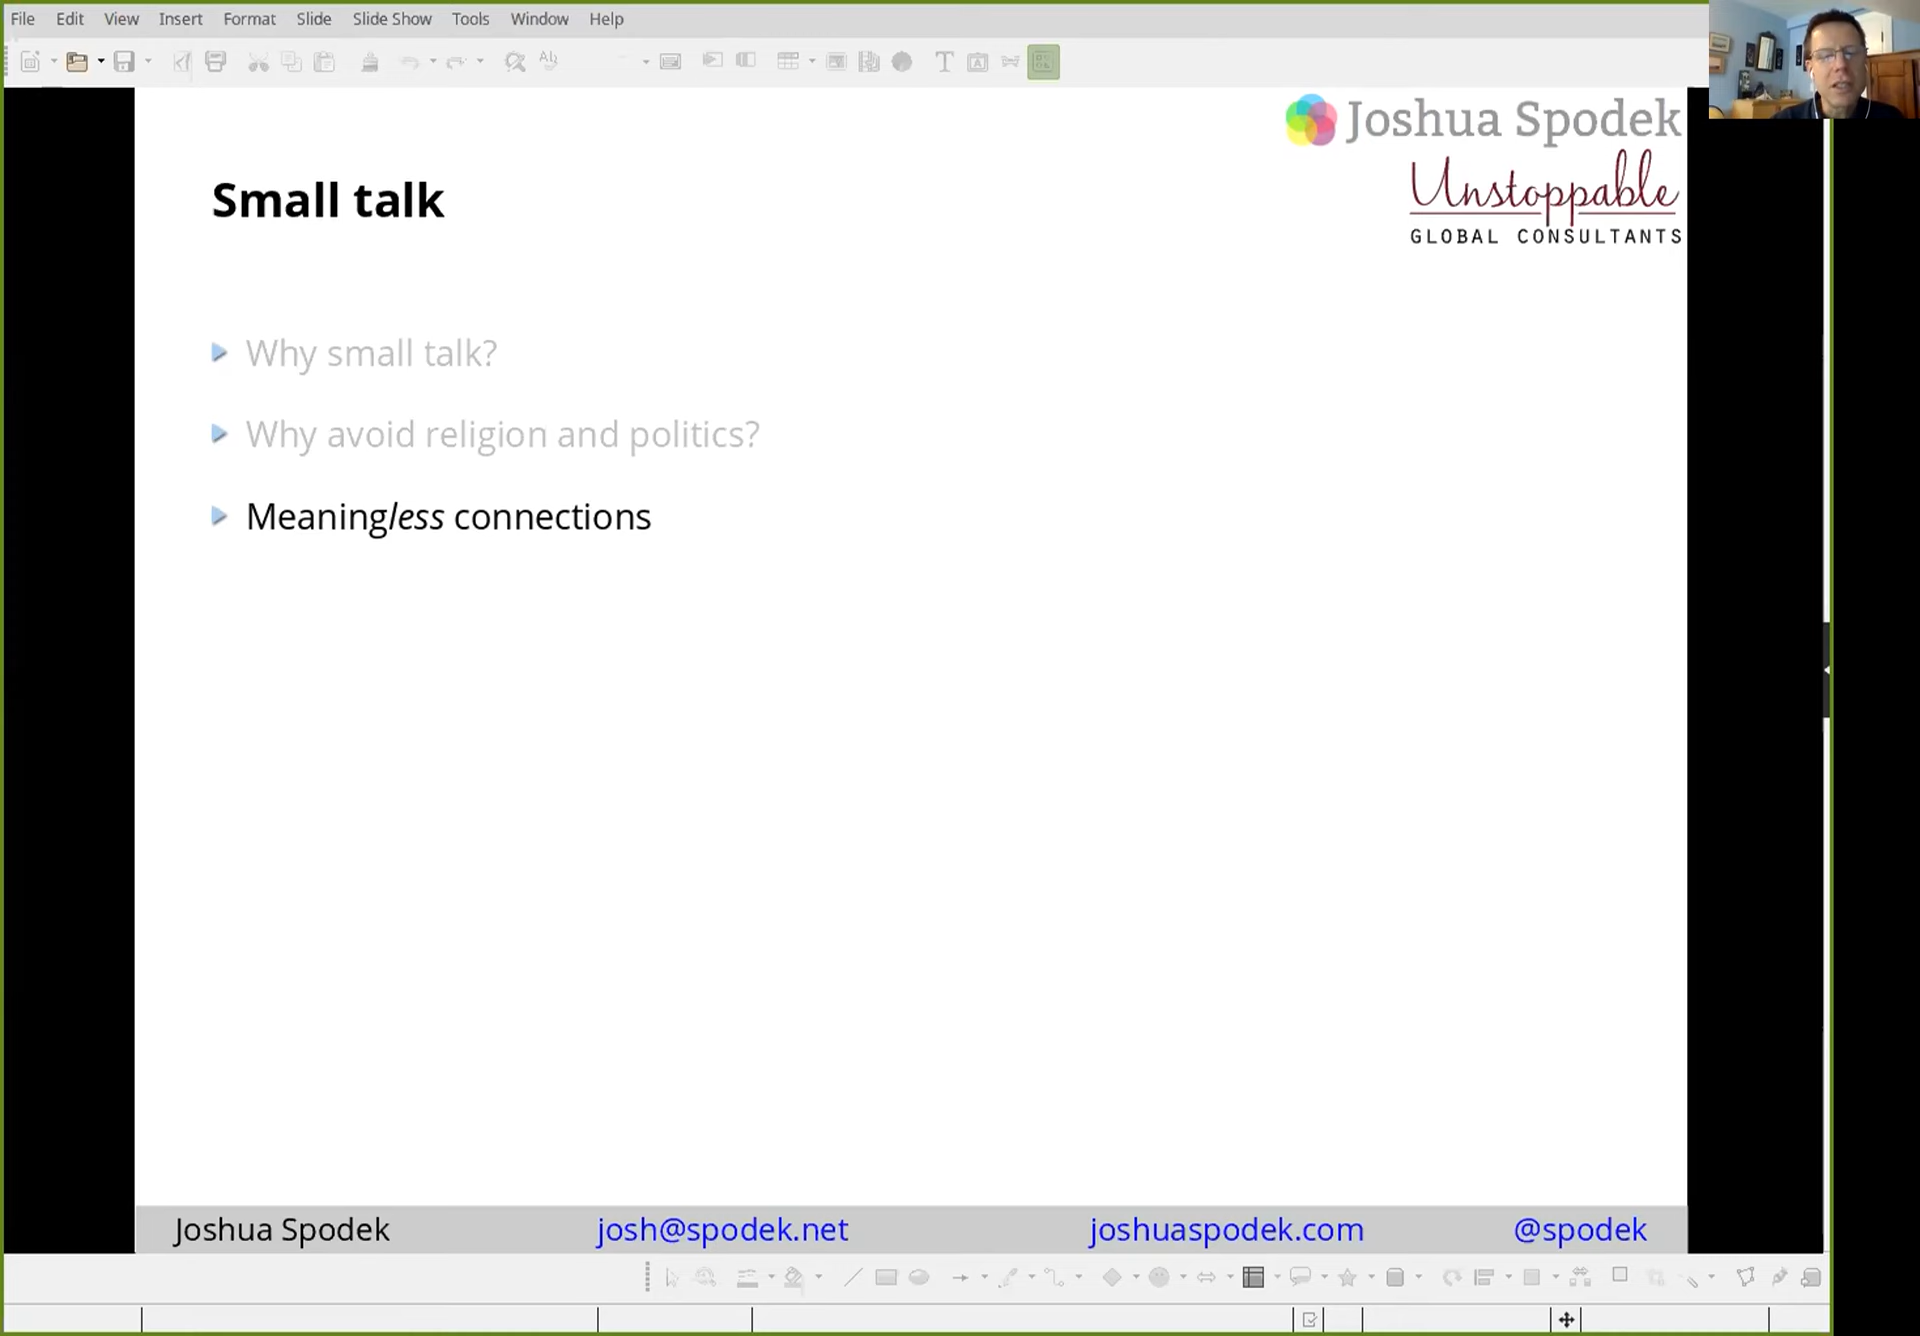 File Edit View Insert Format Slide Slide Show Tools Window Help
Joshua Spodek
Unstoppable
GLOBAL CONSULTANTS
Small talk
Why small talk?
Why avoid religion and politics?
Meaningless connections
Joshua Spodek josh@spodek.net joshuaspodek.com @spodek